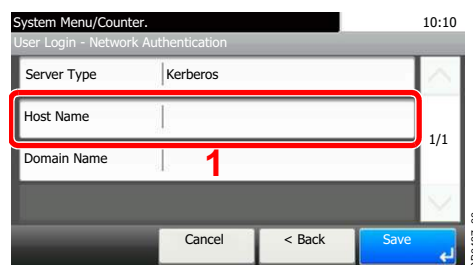 System Menu/Counter. 10:10
User Login - Network Authentication
Server Type Kerberos
Host Name
1/1
Domain Name 1
Cancel < Back Save